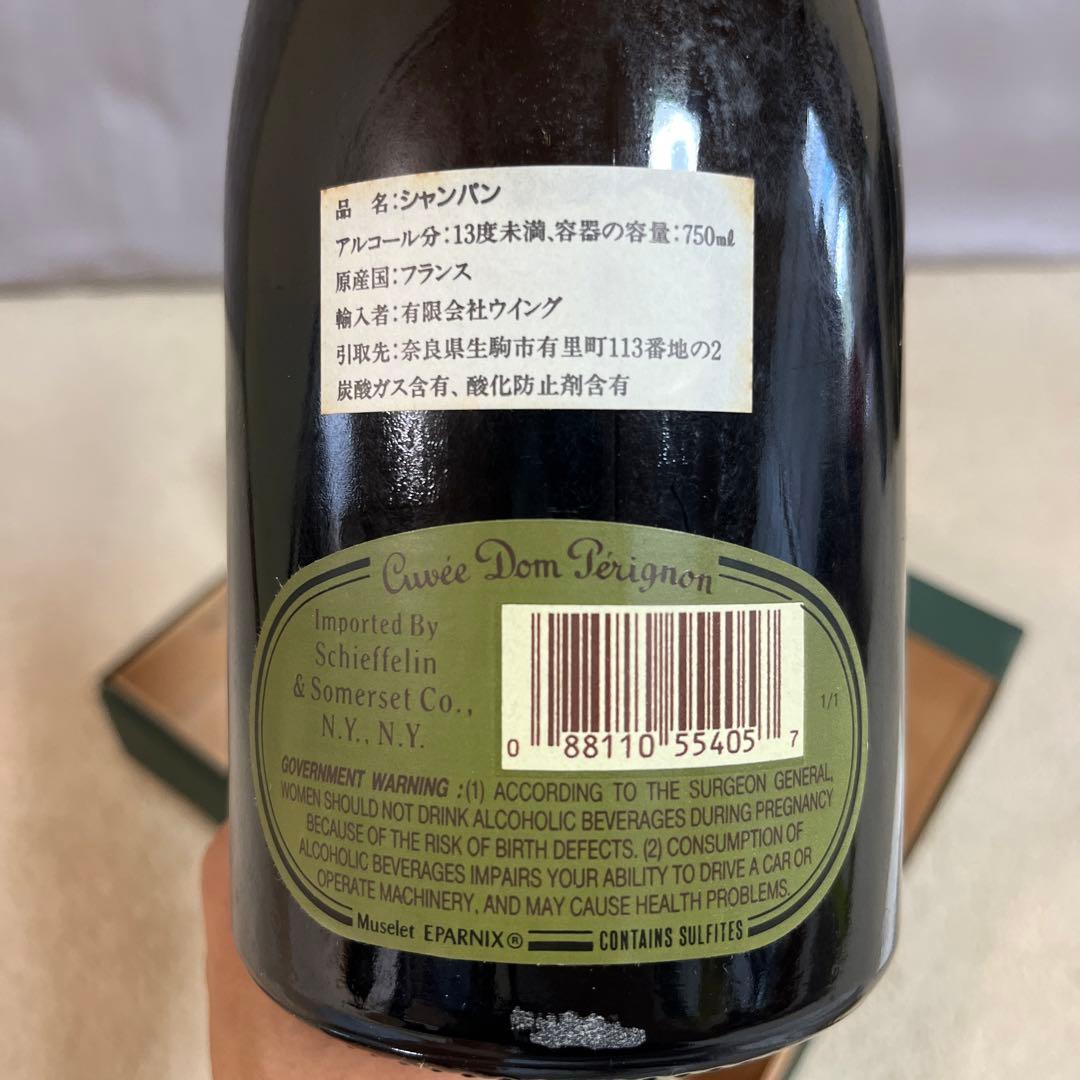 品　名:シャンパン
アルコール分:13度未満、容器の容量:750㎖
原産国:フランス
輸入者:有限会社ウイング
引取先:奈良県生駒市有里町113番地の2
炭酸ガス含有、酸化防止剤含有
Cuvée Dom Pérignon
Imported By
Schieffelin
& Somerset Co.,
N.Y., N.Y.
0 88110 55405 7
1/1
GOVERNMENT WARNING :(1) ACCORDING TO THE SURGEON GENERAL,
WOMEN SHOULD NOT DRINK ALCOHOLIC BEVERAGES DURING PREGNANCY
BECAUSE OF THE RISK OF BIRTH DEFECTS. (2) CONSUMPTION OF
ALCOHOLIC BEVERAGES IMPAIRS YOUR ABILITY TO DRIVE A CAR OR
OPERATE MACHINERY, AND MAY CAUSE HEALTH PROBLEMS.
Muselet EPARNIX® CONTAINS SULFITES